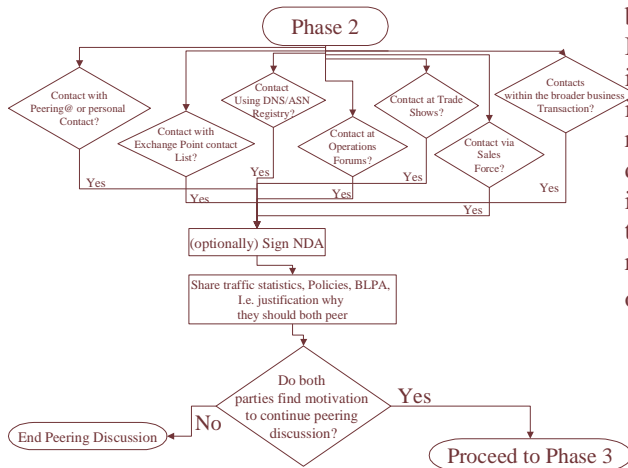 Phase 2
Contact with
Peering@ or personal
Contact?
Contact with
Exchange Point contact
List?
Contact
Using DNS/ASN
Registry?
Contact at
Operations
Forums?
Contact at Trade
Shows?
Contact via
Sales
Force?
Contacts
within the broader business
Transaction?
Yes
Yes
Yes
Yes
Yes
Yes
Yes
(optionally) Sign NDA
Share traffic statistics, Policies, BLPA,
I.e. justification why
they should both peer
Do both
parties find motivation
to continue peering
discussion?
No
Yes
End Peering Discussion
Proceed to Phase 3